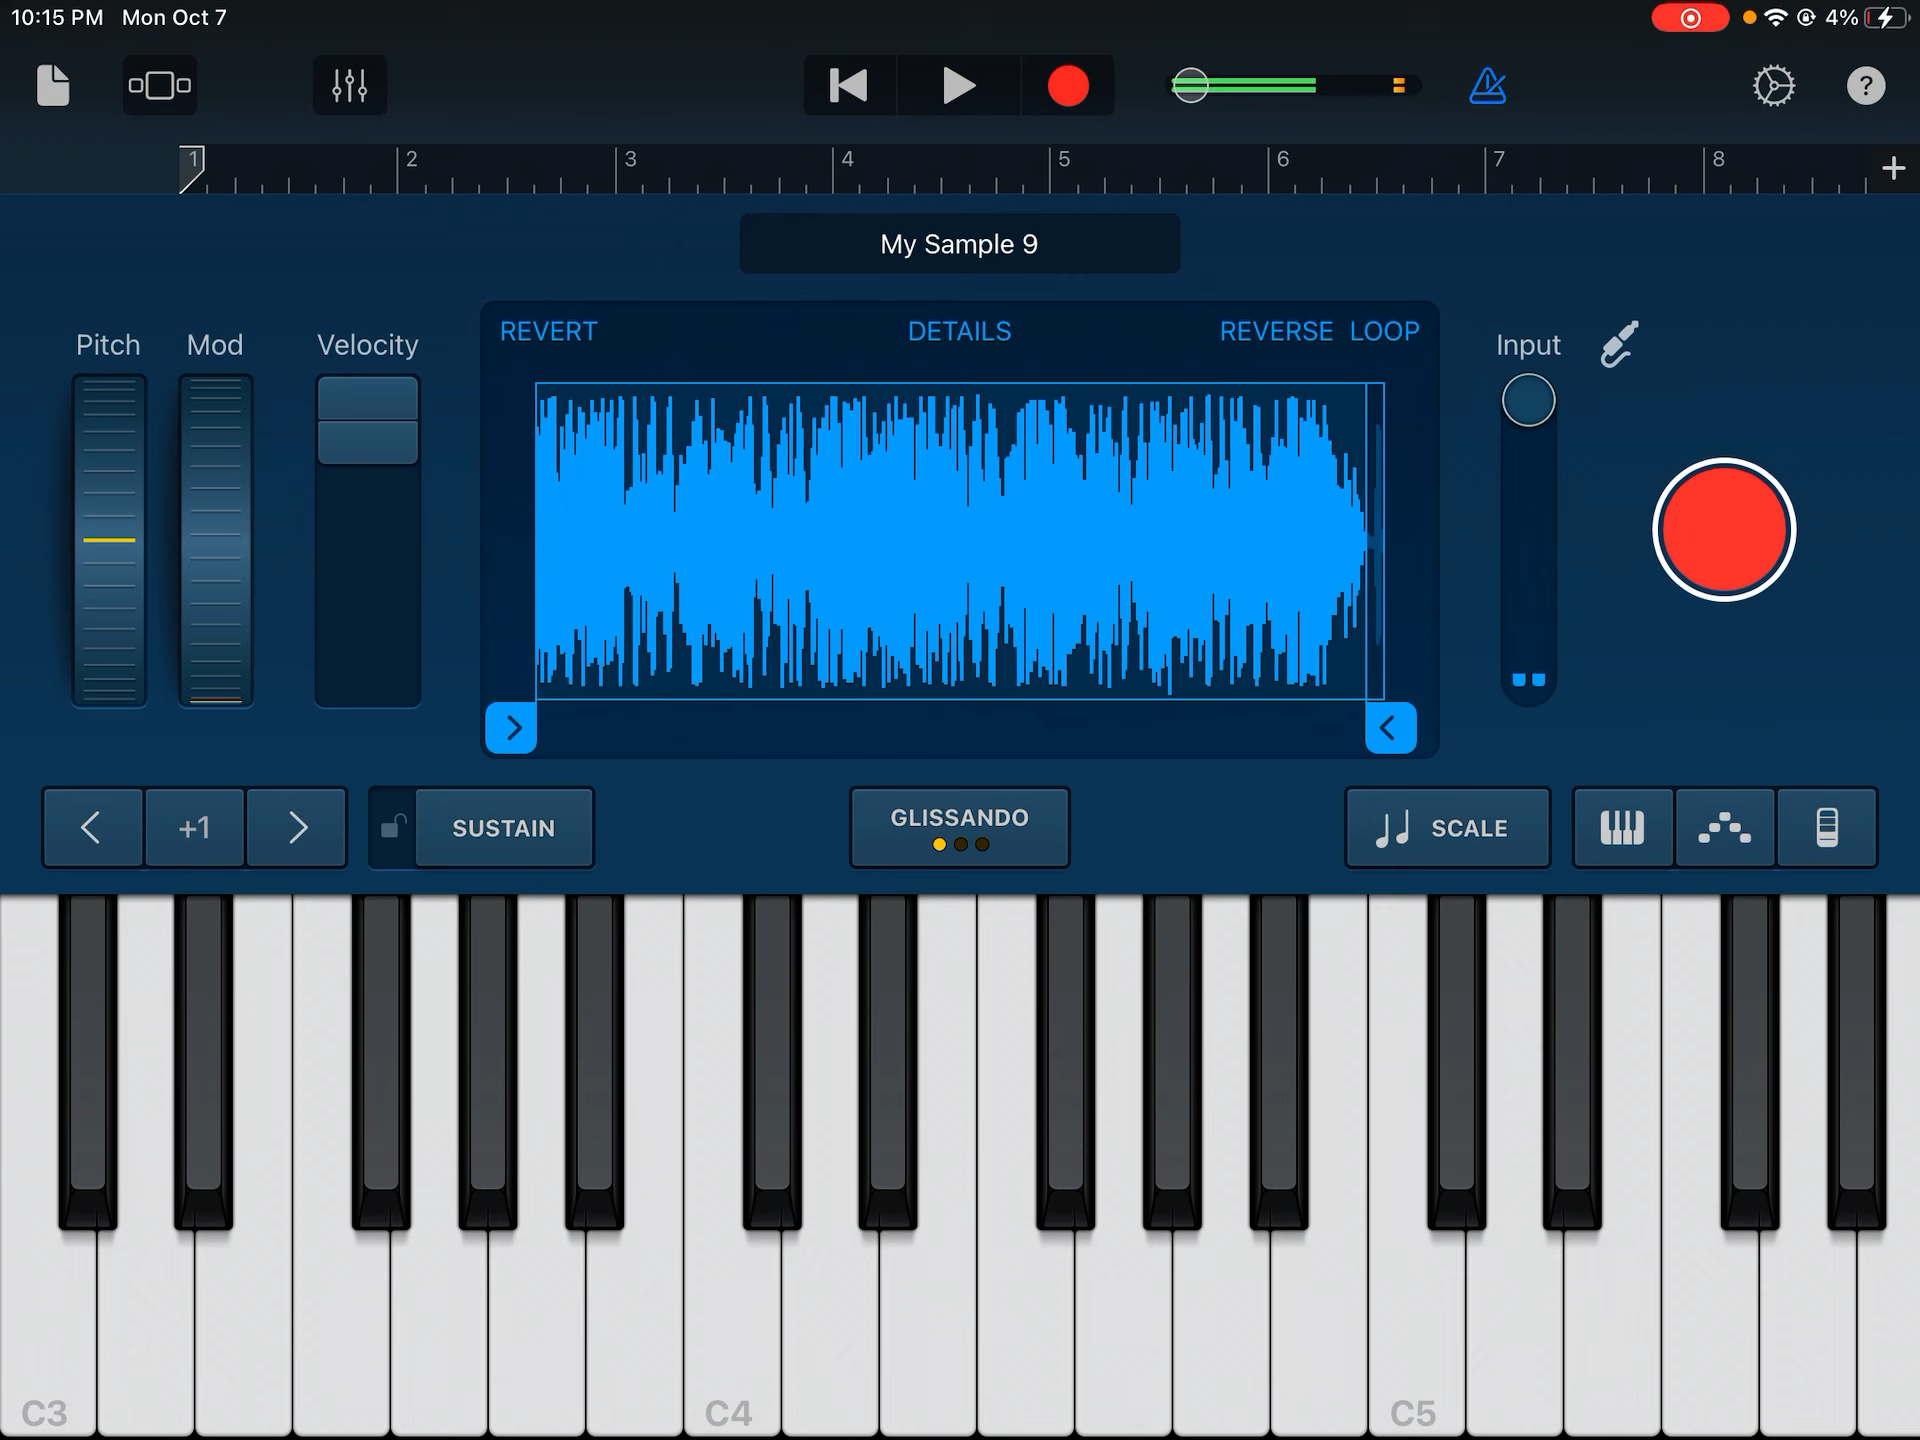 10:15 PM Mon Oct 7
4%
?
1 2 3 4 5 6 7 8 +
My Sample 9
REVERT DETAILS REVERSE LOOP
Pitch Mod Velocity
Input
+1
SUSTAIN
GLISSANDO
SCALE
C3 C4 C5